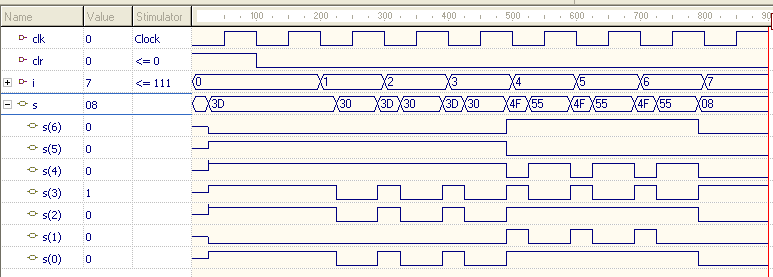 Name Value Stimulator 100 200 300 400 500 600 700 800 90
clk 0 Clock
clr 0 <= 0
i 7 <= 111 0 1 2 3 4 5 6 7
s 08 3D 30 3D 30 3D 30 4F 55 4F 55 4F 55 08
s(6) 0
s(5) 0
s(4) 0
s(3) 1
s(2) 0
s(1) 0
s(0) 0